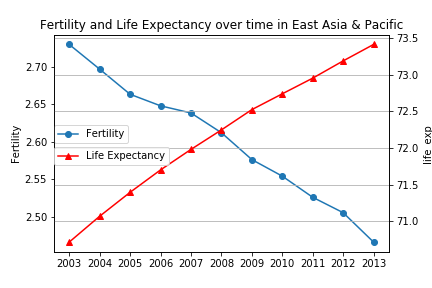 Fertility and Life Expectancy over time in East Asia & Pacific
73.5
2.70
73.0
2.65
72.5
Fertility
Life Expectancy
Fertility
2.60
72.0
life_exp
2.55
71.5
2.50
71.0
2003 2004 2005 2006 2007 2008 2009 2010 2011 2012 2013